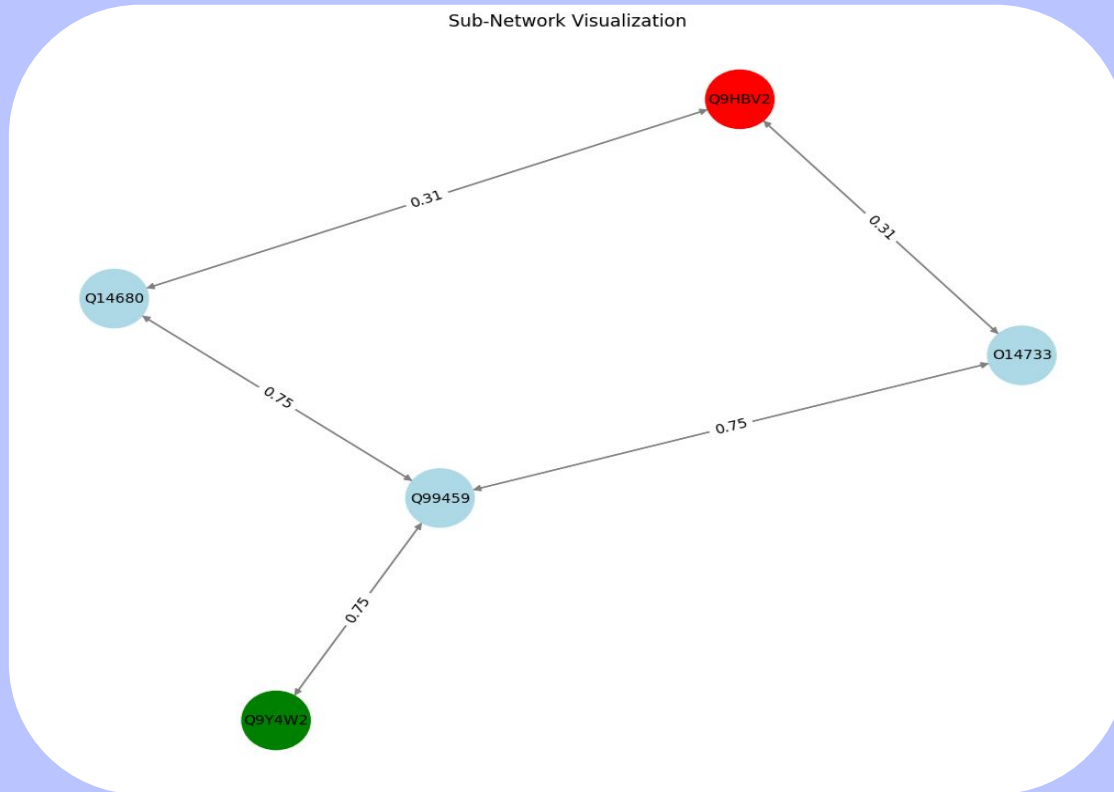 Sub-Network Visualization
Q9HBV2
0.31
0.31
Q14680
O14733
0.75
0.75
Q99459
0.75
Q9Y4W2